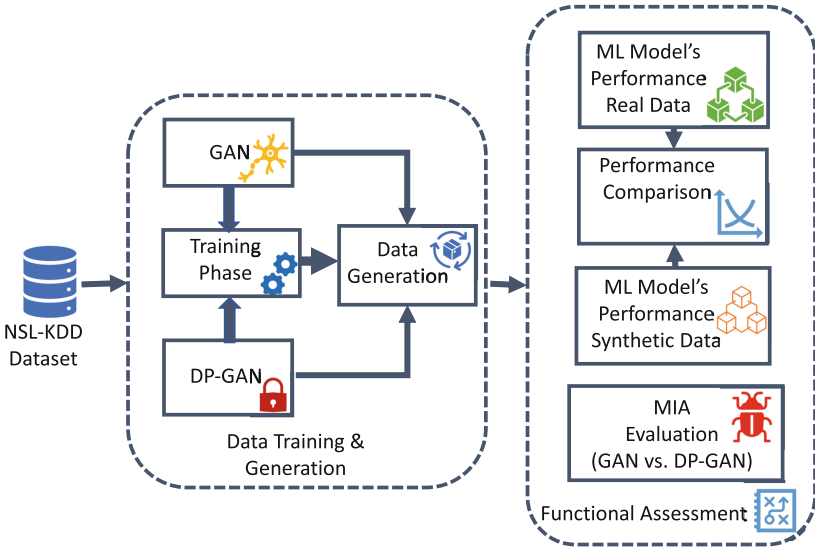 NSL-KDD
Dataset
GAN
Training
Phase
DP-GAN
Data
Generation
Data Training &
Generation
ML Model's
Performance
Real Data
Performance
Comparison
ML Model's
Performance
Synthetic Data
MIA
Evaluation
(GAN vs. DP-GAN)
Functional Assessment